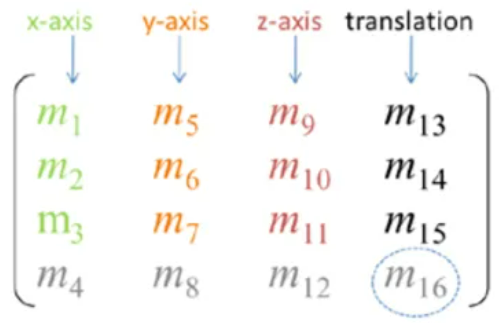 x-axis y-axis z-axis translation
m1 m5 m9 m13
m2 m6 m10 m14
m3 m7 m11 m15
m4 m8 m12 m16